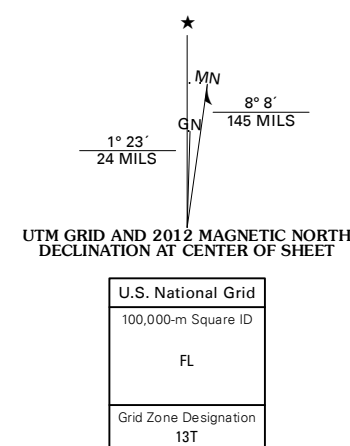 ★
MN
GN
8° 8´
145 MILS
1° 23´
24 MILS
UTM GRID AND 2012 MAGNETIC NORTH
DECLINATION AT CENTER OF SHEET
U.S. National Grid
100,000-m Square ID
FL
Grid Zone Designation
13T